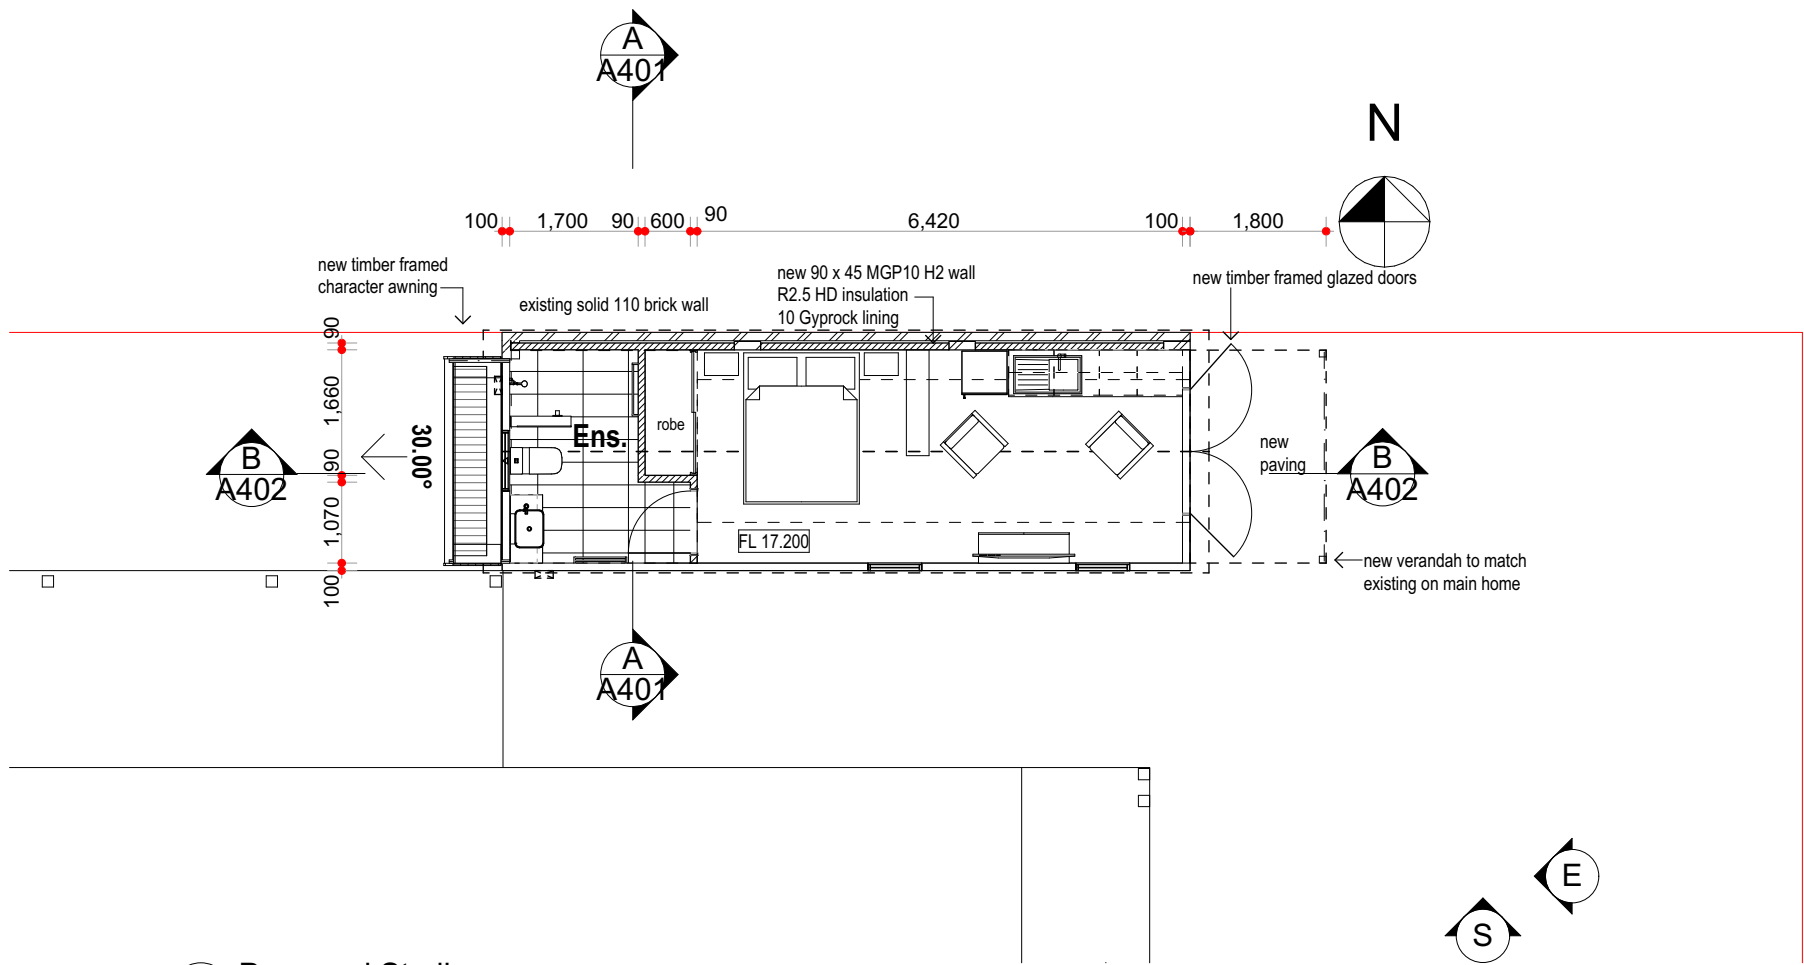 A
A401
N
100 1,700 90 600 90 6,420 100 1,800
new timber framed
character awning
existing solid 110 brick wall
new 90 x 45 MGP10 H2 wall
R2.5 HD insulation
10 Gyprock lining
new timber framed glazed doors
90
1,660
90
1,070
100
30.00°
B
A402
Ens.
robe
FL 17.200
new
paving
B
A402
new verandah to match
existing on main home
A
A401
E
S